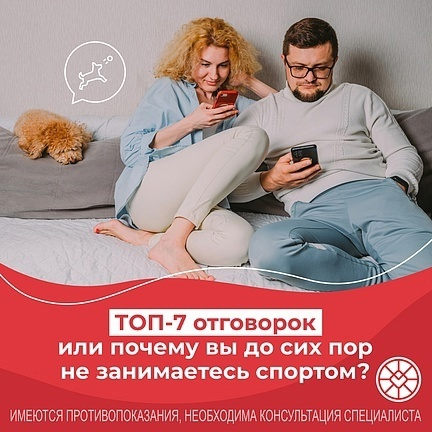 ТОП-7 отговорок
или почему вы до сих пор
не занимаетесь спортом?
ИМЕЮТСЯ ПРОТИВОПОКАЗАНИЯ, НЕОБХОДИМА КОНСУЛЬТАЦИЯ СПЕЦИАЛИСТА